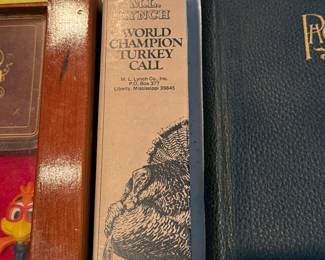 M.L.
LYNCH
WORLD
CHAMPION
TURKEY
CALL
M. L. Lynch Co., Inc.
P.O. Box 377
Liberty, Mississippi 39645